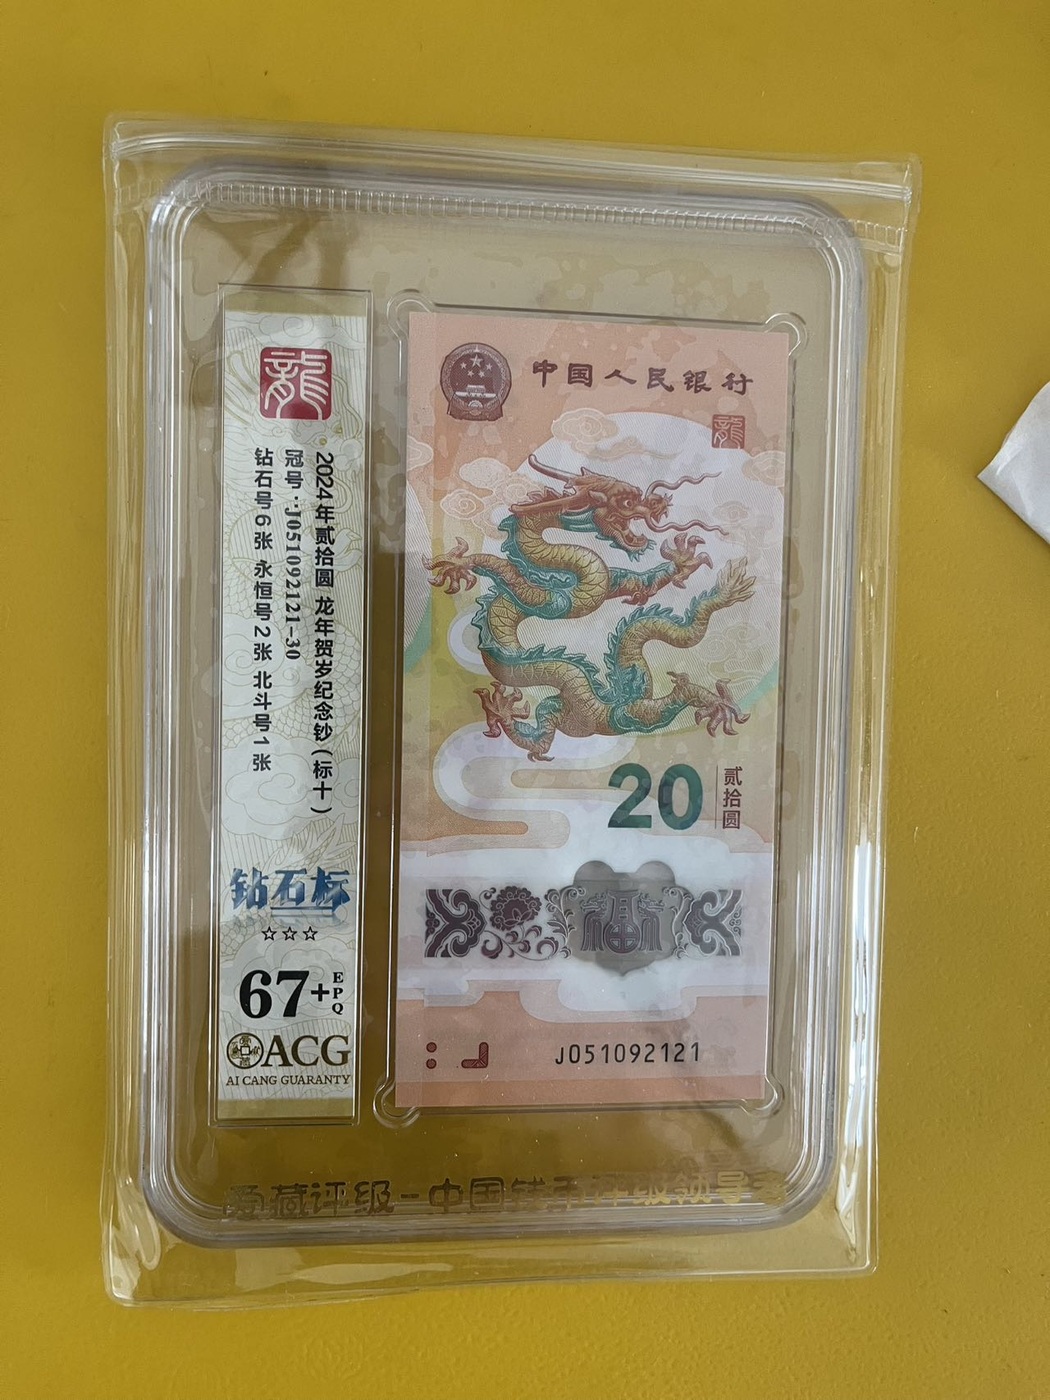 龍
2024年贰拾圆 龙年贺岁纪念钞(标十)
冠号:J051092121-30
钻石号6张 永恒号2张 北斗号1张
钻石标
☆☆☆
67+
EPQ
ACG
AI CANG GUARANTY
中国人民银行
龍
20
贰拾圆
福
J051092121
爱藏评级-中国钱币评级领导者